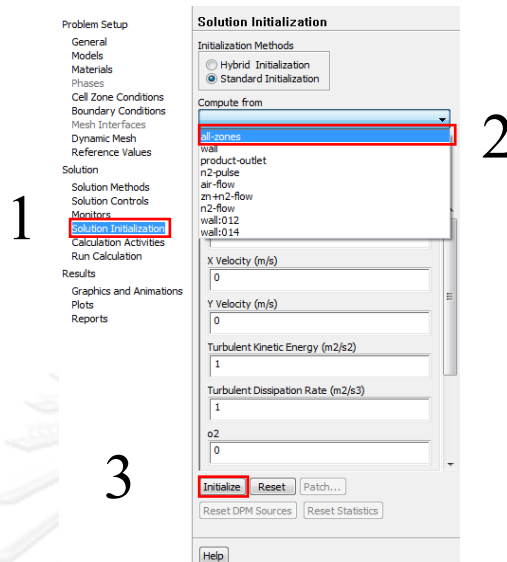 Problem Setup
General
Models
Materials
Phases
Cell Zone Conditions
Boundary Conditions
Mesh Interfaces
Dynamic Mesh
Reference Values
Solution
Solution Methods
Solution Controls
Monitors
Solution Initialization
Calculation Activities
Run Calculation
Results
Graphics and Animations
Plots
Reports
1
Solution Initialization
Initialization Methods
Hybrid Initialization
Standard Initialization
Compute from
all-zones
wall
product-outlet
n2-pulse
air-flow
zn+n2-flow
n2-flow
wall:012
wall:014
2
X Velocity (m/s)
0
Y Velocity (m/s)
0
Turbulent Kinetic Energy (m2/s2)
1
Turbulent Dissipation Rate (m2/s3)
1
o2
0
3
Initialize Reset Patch...
Reset DPM Sources Reset Statistics
Help